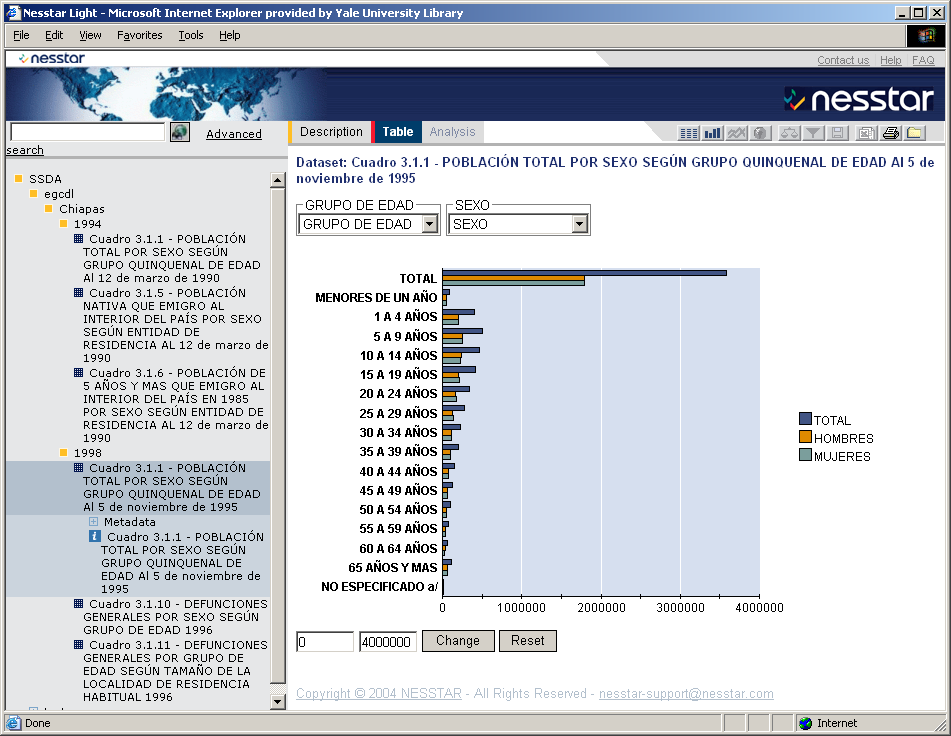 Nesstar Light - Microsoft Internet Explorer provided by Yale University Library
File Edit View Favorites Tools Help
nesstar
Contact us Help FAQ
nesstar
Advanced
search
Description Table Analysis
SSDA
egcdl
Chiapas
1994
Cuadro 3.1.1 - POBLACIÓN
TOTAL POR SEXO SEGÚN
GRUPO QUINQUENAL DE EDAD
Al 12 de marzo de 1990
Cuadro 3.1.5 - POBLACIÓN
NATIVA QUE EMIGRO AL
INTERIOR DEL PAÍS POR SEXO
SEGÚN ENTIDAD DE
RESIDENCIA AL 12 de marzo de
1990
Cuadro 3.1.6 - POBLACIÓN DE
5 AÑOS Y MAS QUE EMIGRO AL
INTERIOR DEL PAÍS EN 1985
POR SEXO SEGÚN ENTIDAD DE
RESIDENCIA AL 12 de marzo de
1990
1998
Cuadro 3.1.1 - POBLACIÓN
TOTAL POR SEXO SEGÚN
GRUPO QUINQUENAL DE EDAD
Al 5 de noviembre de 1995
Metadata
Cuadro 3.1.1 - POBLACIÓN
TOTAL POR SEXO SEGÚN
GRUPO QUINQUENAL DE
EDAD Al 5 de noviembre de
1995
Cuadro 3.1.10 - DEFUNCIONES
GENERALES POR SEXO SEGÚN
GRUPO DE EDAD 1996
Cuadro 3.1.11 - DEFUNCIONES
GENERALES POR GRUPO DE
EDAD SEGÚN TAMAÑO DE LA
LOCALIDAD DE RESIDENCIA
HABITUAL 1996
Dataset: Cuadro 3.1.1 - POBLACIÓN TOTAL POR SEXO SEGÚN GRUPO QUINQUENAL DE EDAD Al 5 de
noviembre de 1995
GRUPO DE EDAD SEXO
GRUPO DE EDAD SEXO
TOTAL
MENORES DE UN AÑO
1 A 4 AÑOS
5 A 9 AÑOS
10 A 14 AÑOS
15 A 19 AÑOS
20 A 24 AÑOS
25 A 29 AÑOS
30 A 34 AÑOS
35 A 39 AÑOS
40 A 44 AÑOS
45 A 49 AÑOS
50 A 54 AÑOS
55 A 59 AÑOS
60 A 64 AÑOS
65 AÑOS Y MAS
NO ESPECIFICADO a/
0 1000000 2000000 3000000 4000000
TOTAL
HOMBRES
MUJERES
0 4000000 Change Reset
Copyright © 2004 NESSTAR - All Rights Reserved - nesstar-support@nesstar.com
Done Internet